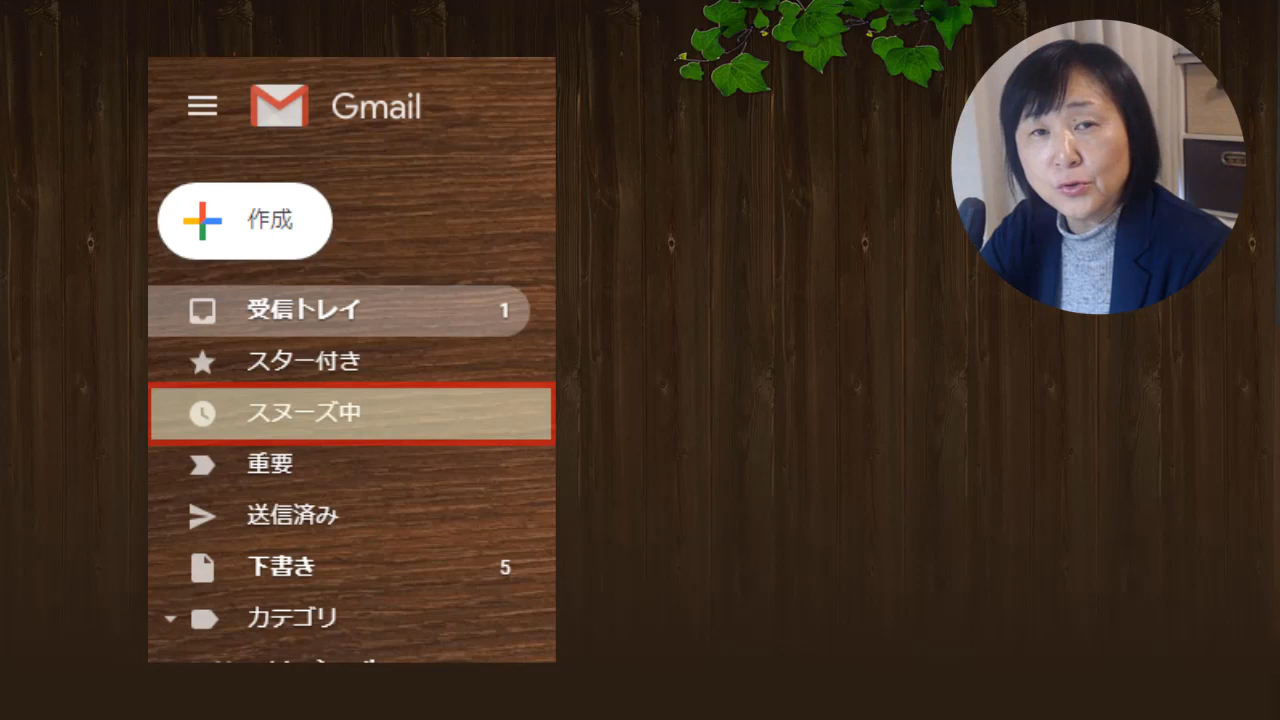 Gmail
作成
受信トレイ 1
スター付き
スヌーズ中
重要
送信済み
下書き 5
カテゴリ